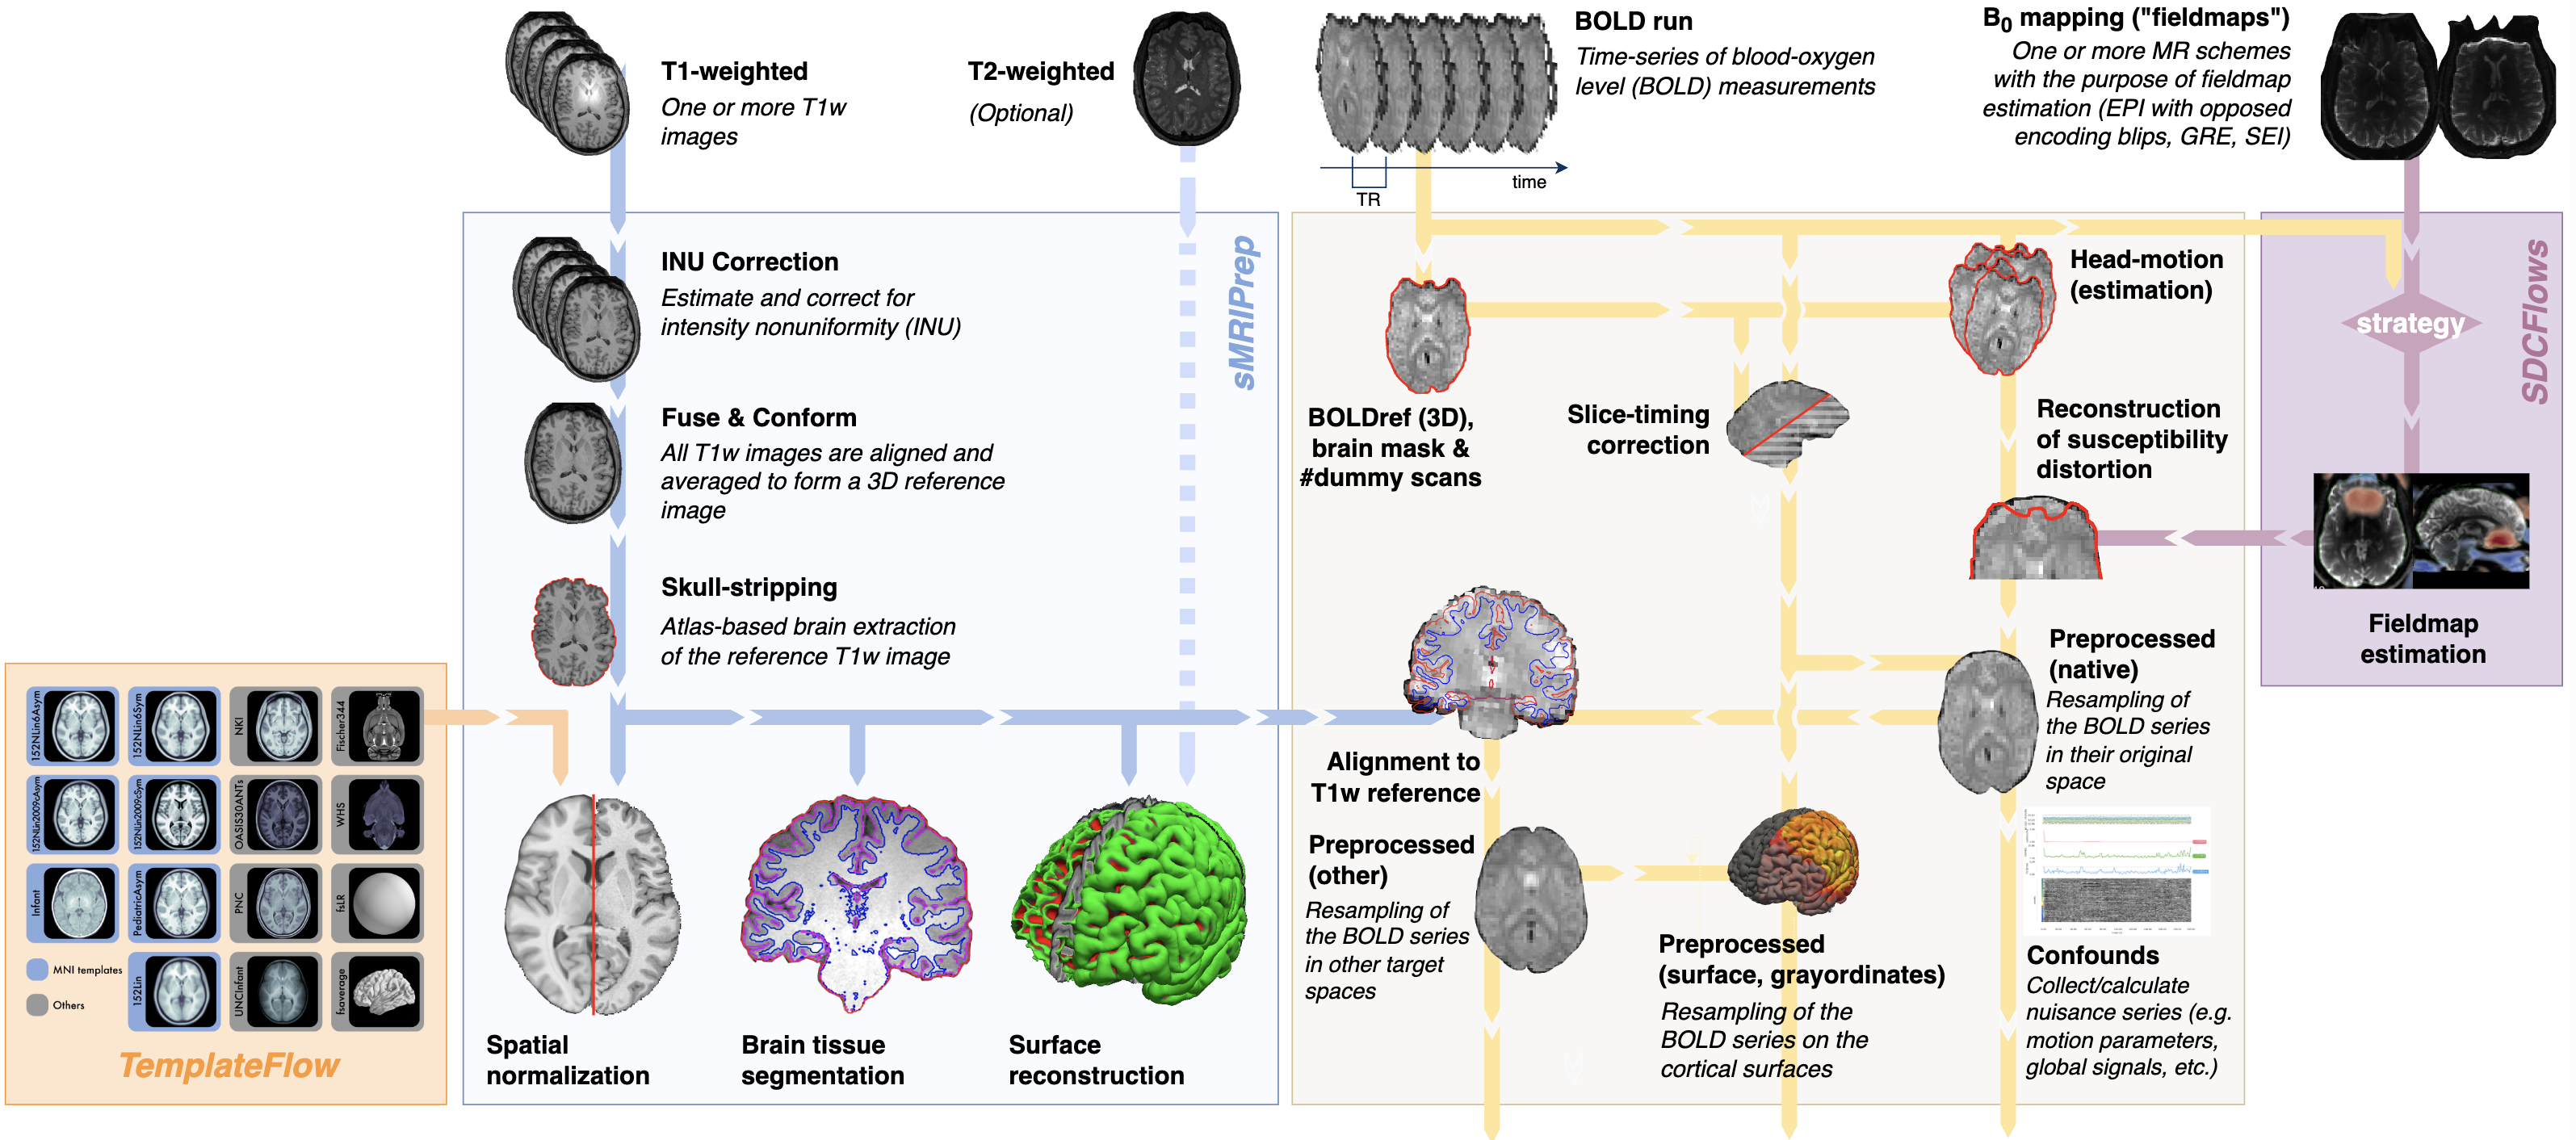 T1-weighted
One or more T1w
images
T2-weighted
(Optional)
BOLD run
Time-series of blood-oxygen
level (BOLD) measurements
time
TR
B0 mapping ("fieldmaps")
One or more MR schemes
with the purpose of fieldmap
estimation (EPI with opposed
encoding blips, GRE, SEI)
sMRIPrep
INU Correction
Estimate and correct for
intensity nonuniformity (INU)
Fuse & Conform
All T1w images are aligned and
averaged to form a 3D reference
image
Skull-stripping
Atlas-based brain extraction
of the reference T1w image
Spatial
normalization
Brain tissue
segmentation
Surface
reconstruction
152NLin6Asym
152NLin6Sym
NKI
Fischer344
152NLin2009cAsym
152NLin2009cSym
OASIS30ANTs
WHS
Infant
PediatricAsym
PNC
fsLR
MNI templates
Others
152Lin
UNCInfant
fsaverage
TemplateFlow
BOLDref (3D),
brain mask &
#dummy scans
Slice-timing
correction
Head-motion
(estimation)
Reconstruction
of susceptibility
distortion
Alignment to
T1w reference
Preprocessed
(native)
Resampling of
the BOLD series
in their original
space
Preprocessed
(other)
Resampling of
the BOLD series
in other target
spaces
Preprocessed
(surface, grayordinates)
Resampling of the
BOLD series on the
cortical surfaces
Confounds
Collect/calculate
nuisance series (e.g.
motion parameters,
global signals, etc.)
SDCFlows
strategy
Fieldmap
estimation